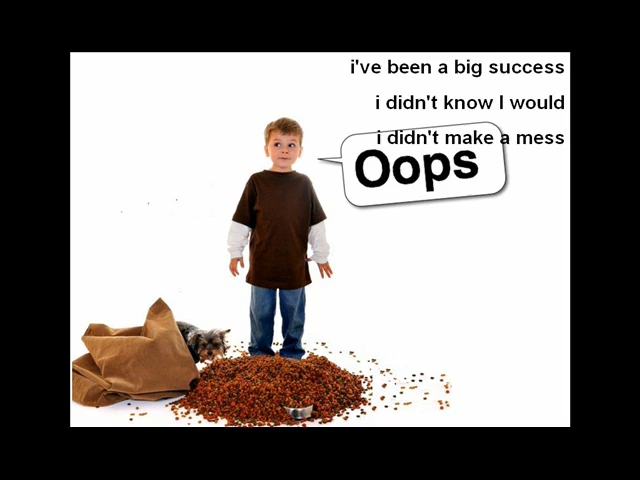 i've been a big success
i didn't know I would
i didn't make a mess
Oops